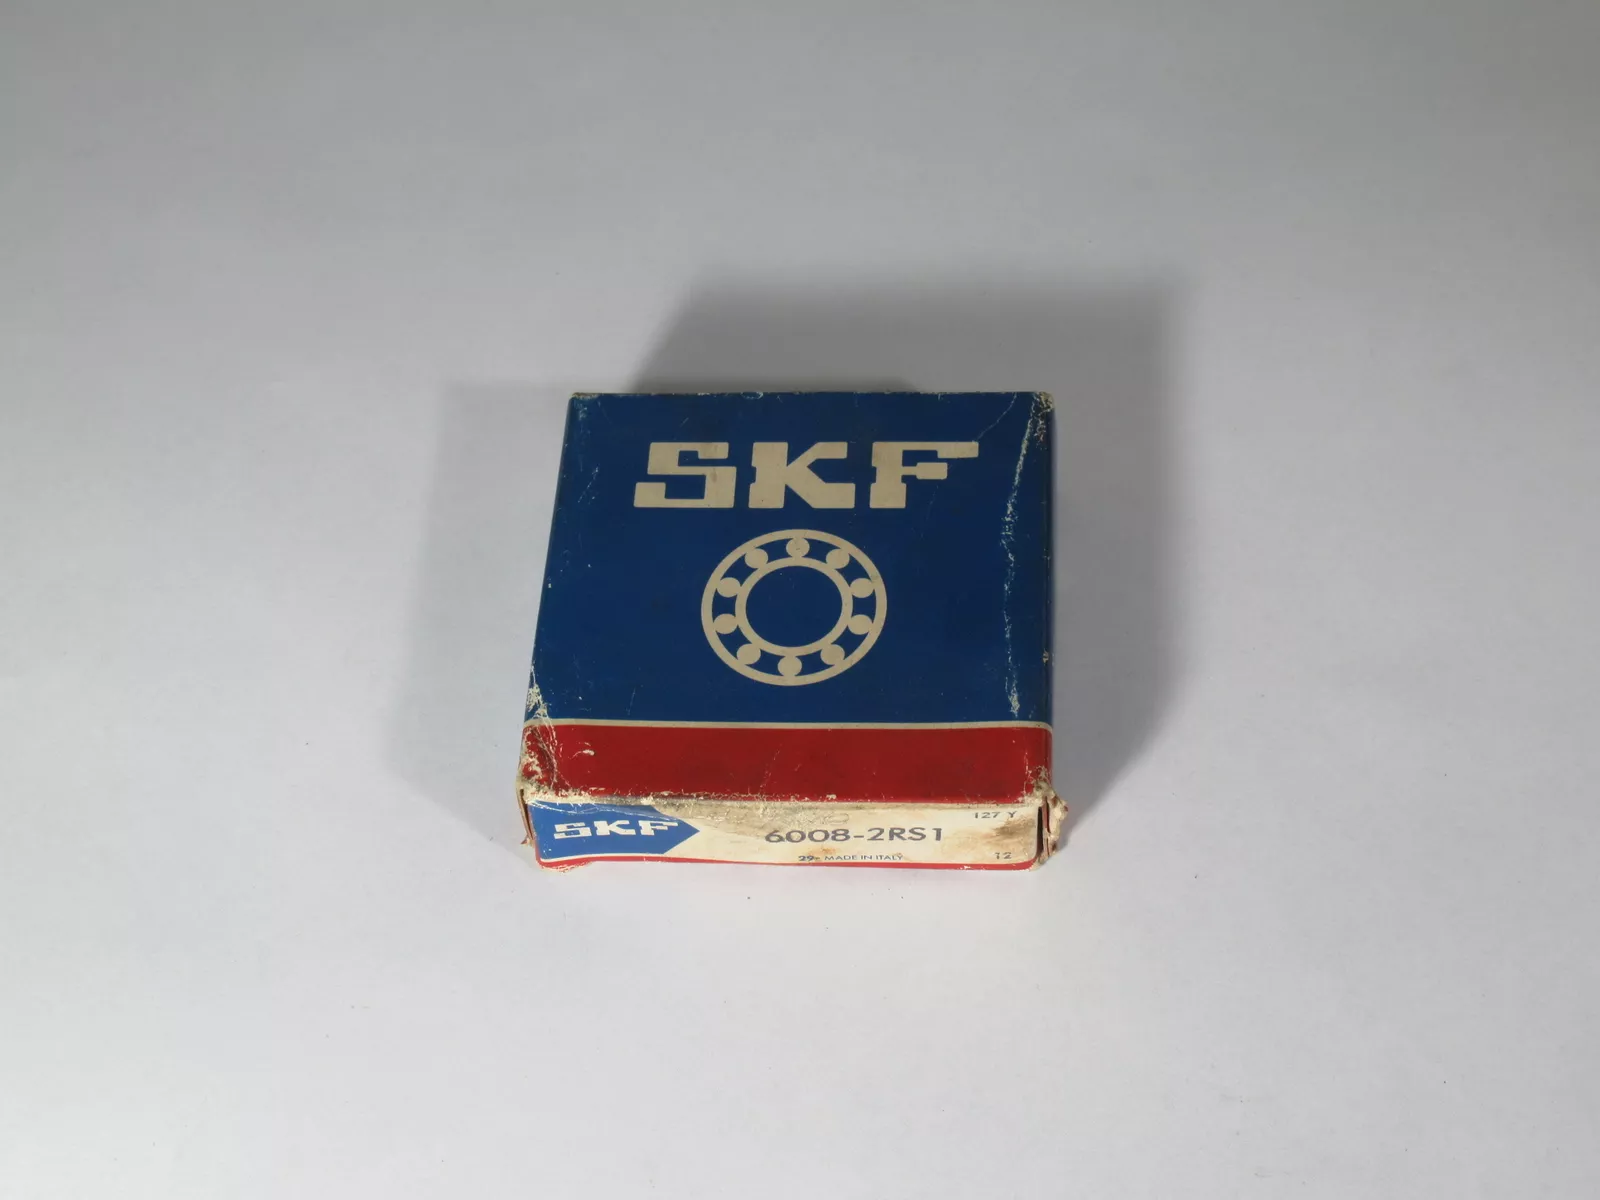 SKF
SKF
6008-2RS1
127 Y
29- MADE IN ITALY
12